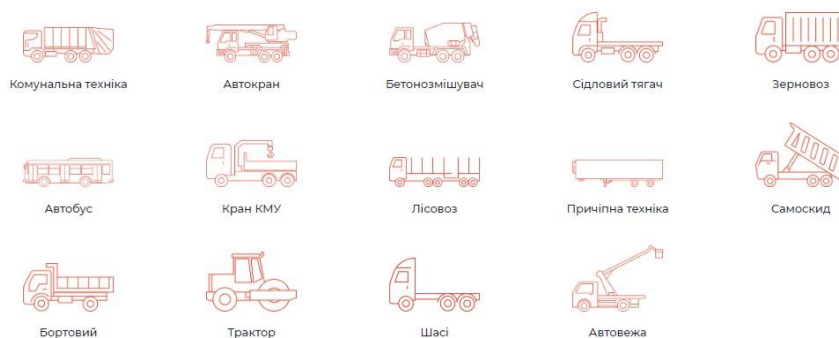 Комунальна техніка
Автокран
Бетонозмішувач
Сідловий тягач
Зерновоз
Автобус
Кран КМУ
Лісовоз
Причіпна техніка
Самоскид
Бортовий
Трактор
Шасі
Автовежа